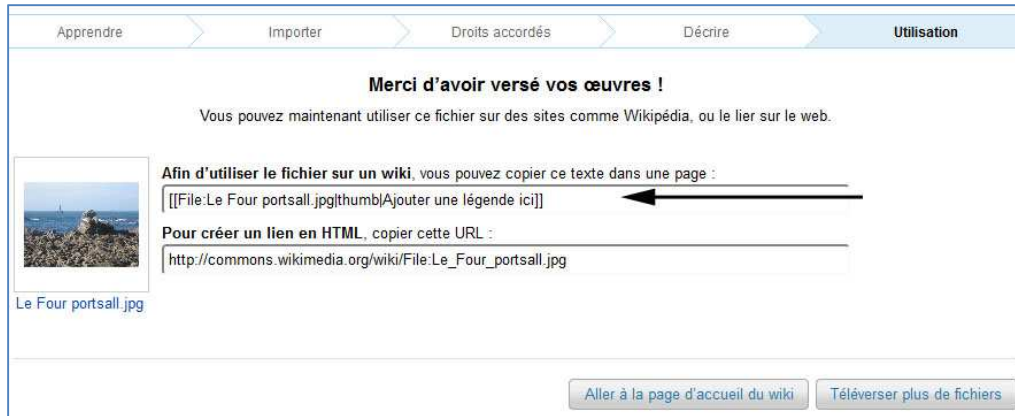 Apprendre Importer Droits accordés Décrire Utilisation
Merci d'avoir versé vos œuvres !
Vous pouvez maintenant utiliser ce fichier sur des sites comme Wikipédia, ou le lier sur le web.
Afin d'utiliser le fichier sur un wiki, vous pouvez copier ce texte dans une page :
[[File:Le Four portsall.jpg|thumb|Ajouter une légende ici]]
Pour créer un lien en HTML, copier cette URL :
http://commons.wikimedia.org/wiki/File:Le_Four_portsall.jpg
Le Four portsall.jpg
Aller à la page d'accueil du wiki Téléverser plus de fichiers